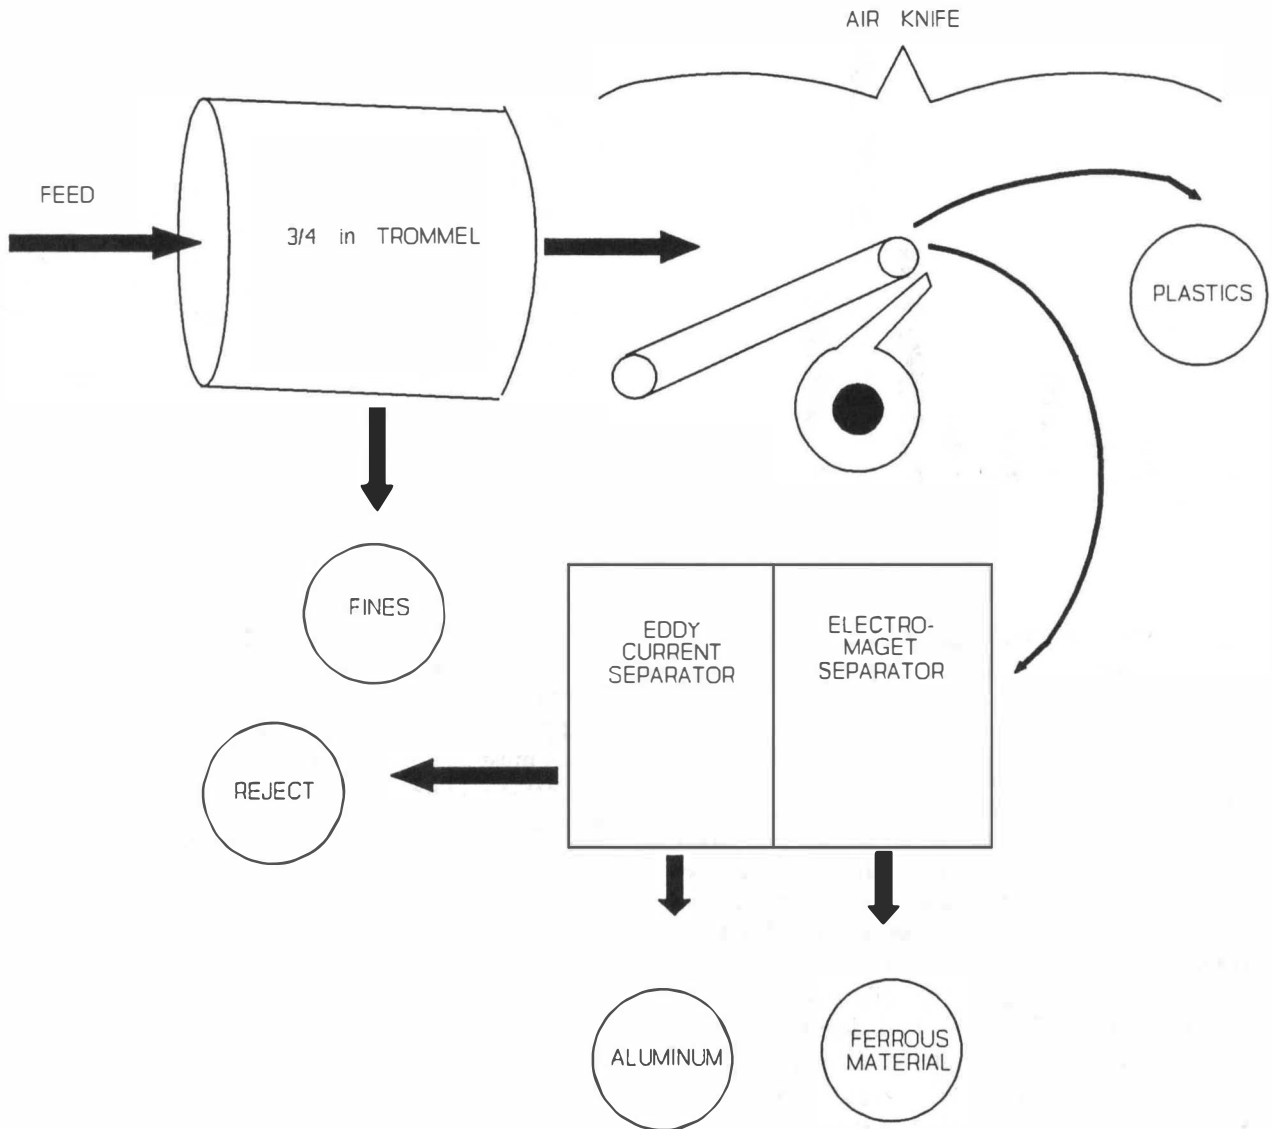 AIR KNIFE
FEED
3/4 in TROMMEL
PLASTICS
FINES
EDDY
CURRENT
SEPARATOR
ELECTRO-
MAGET
SEPARATOR
REJECT
ALUMINUM
FERROUS
MATERIAL